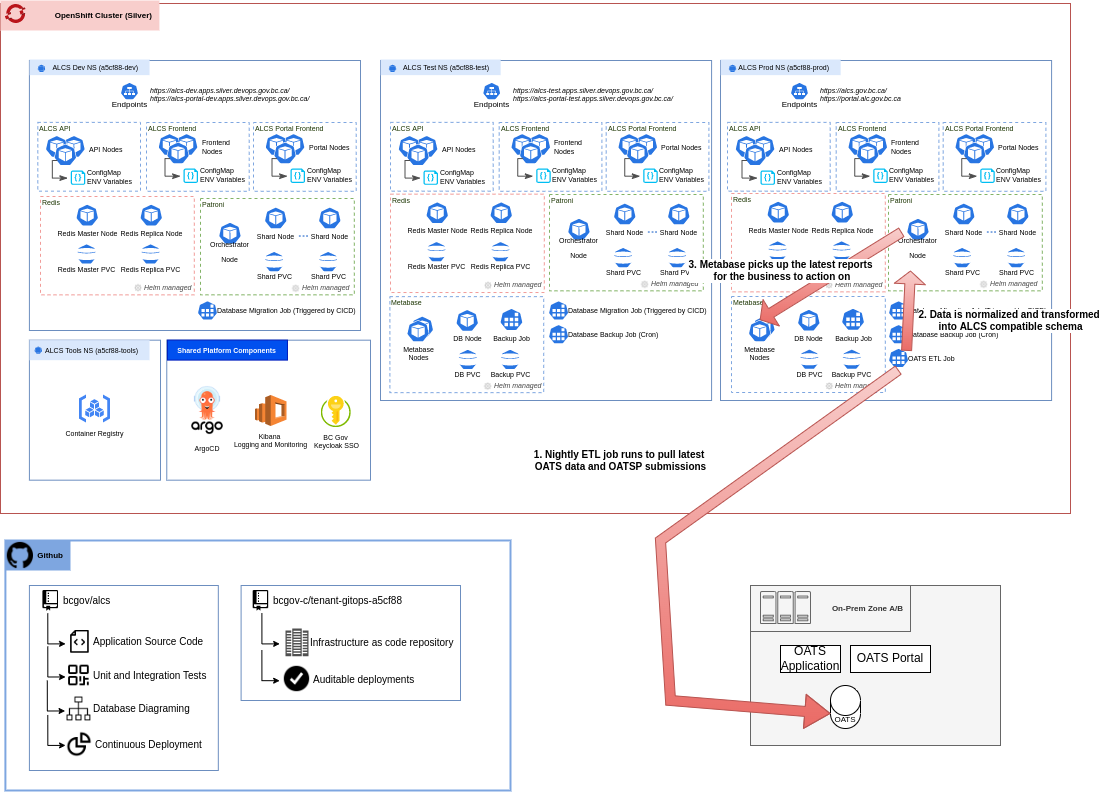 OpenShift Cluster (Silver)
ALCS Dev NS (a5cf88-dev)
Endpoints
https://alcs-dev.apps.silver.devops.gov.bc.ca/
https://alcs-portal-dev.apps.silver.devops.gov.bc.ca/
ALCS API
API Nodes
ConfigMap
ENV Variables
ALCS Frontend
Frontend
Nodes
ConfigMap
ENV Variables
ALCS Portal Frontend
Portal Nodes
ConfigMap
ENV Variables
Redis
Redis Master Node
Redis Replica Node
Redis Master PVC
Redis Replica PVC
Helm managed
Patroni
Orchestrator
Node
Shard Node
Shard Node
Shard PVC
Shard PVC
Helm managed
Database Migration Job (Triggered by CICD)
ALCS Test NS (a5cf88-test)
Endpoints
https://alcs-test.apps.silver.devops.gov.bc.ca/
https://alcs-portal-test.apps.silver.devops.gov.bc.ca/
ALCS API
API Nodes
ConfigMap
ENV Variables
ALCS Frontend
Frontend
Nodes
ConfigMap
ENV Variables
ALCS Portal Frontend
Portal Nodes
ConfigMap
ENV Variables
Redis
Redis Master Node
Redis Replica Node
Redis Master PVC
Redis Replica PVC
Helm managed
Patroni
Orchestrator
Node
Shard Node
Shard Node
Shard PVC
Shard PVC
Helm managed
Metabase
Metabase
Nodes
DB Node
Backup Job
DB PVC
Backup PVC
Helm managed
Database Migration Job (Triggered by CICD)
Database Backup Job (Cron)
ALCS Prod NS (a5cf88-prod)
Endpoints
https://alcs.gov.bc.ca/
https://portal.alc.gov.bc.ca
ALCS API
API Nodes
ConfigMap
ENV Variables
ALCS Frontend
Frontend
Nodes
ConfigMap
ENV Variables
ALCS Portal Frontend
Portal Nodes
ConfigMap
ENV Variables
Redis
Redis Master Node
Redis Replica Node
Patroni
Orchestrator
Node
Shard Node
Shard Node
Shard PVC
Shard PVC
Helm managed
3. Metabase picks up the latest reports
for the business to action on
Metabase
Metabase
Nodes
DB Node
Backup Job
DB PVC
Backup PVC
Helm
2. Data is normalized and transformed
into ALCS compatible schema
Database Backup Job (Cron)
OATS ETL Job
ALCS Tools NS (a5cf88-tools)
Container Registry
Shared Platform Components
argo
ArgoCD
Kibana
Logging and Monitoring
BC Gov
Keycloak SSO
1. Nightly ETL job runs to pull latest
OATS data and OATSP submissions
Github
bcgov/alcs
Application Source Code
Unit and Integration Tests
Database Diagraming
Continuous Deployment
bcgov-c/tenant-gitops-a5cf88
Infrastructure as code repository
Auditable deployments
On-Prem Zone A/B
OATS
Application
OATS Portal
OATS